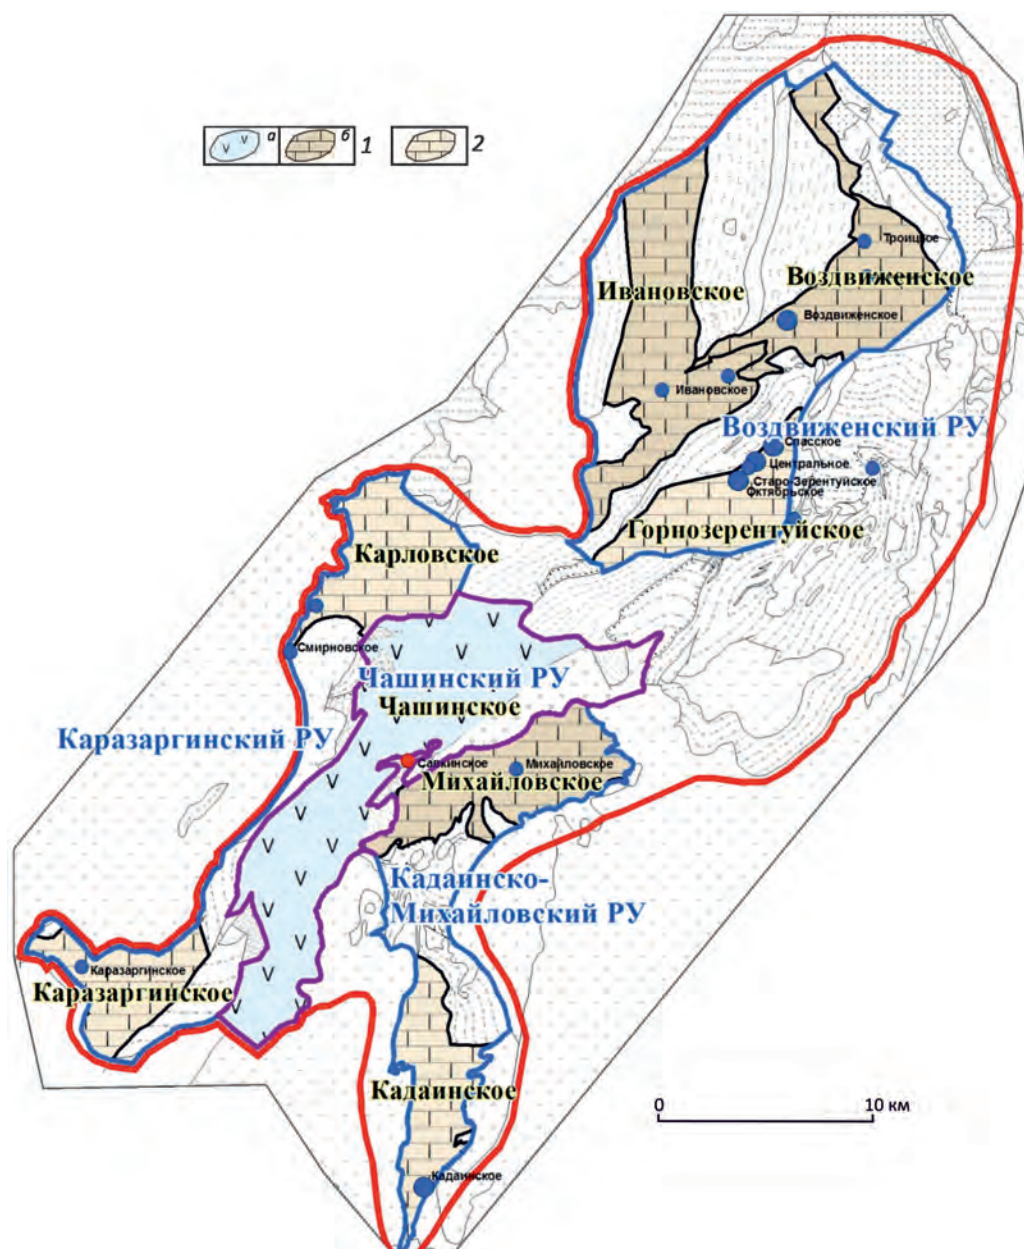 а
б
1
2
Троицкое
Воздвиженское
Ивановское
Воздвиженское
Ивановское
Воздвиженский РУ
Спасское
Центральное
Старо-Зерентуйское
Октябрьское
Горнозерентуйское
Карловское
Смирновское
Чашинский РУ
Чашинское
Каразаргинский РУ
Савкинское
Михайловское
Михайловское
Кадаинско-
Михайловский РУ
Каразаргинское
Каразаргинское
Кадаинское
0
10 км
Кадаинское